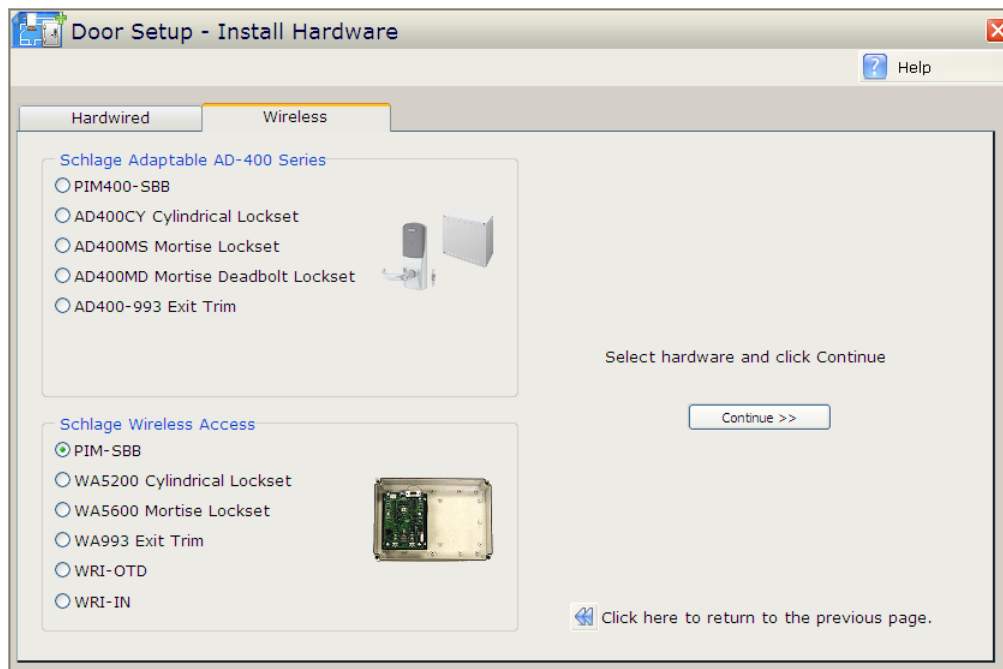 Door Setup - Install Hardware
Help
Hardwired
Wireless
Schlage Adaptable AD-400 Series
PIM400-SBB
AD400CY Cylindrical Lockset
AD400MS Mortise Lockset
AD400MD Mortise Deadbolt Lockset
AD400-993 Exit Trim
Schlage Wireless Access
PIM-SBB
WA5200 Cylindrical Lockset
WA5600 Mortise Lockset
WA993 Exit Trim
WRI-OTD
WRI-IN
Select hardware and click Continue
Continue >>
Click here to return to the previous page.